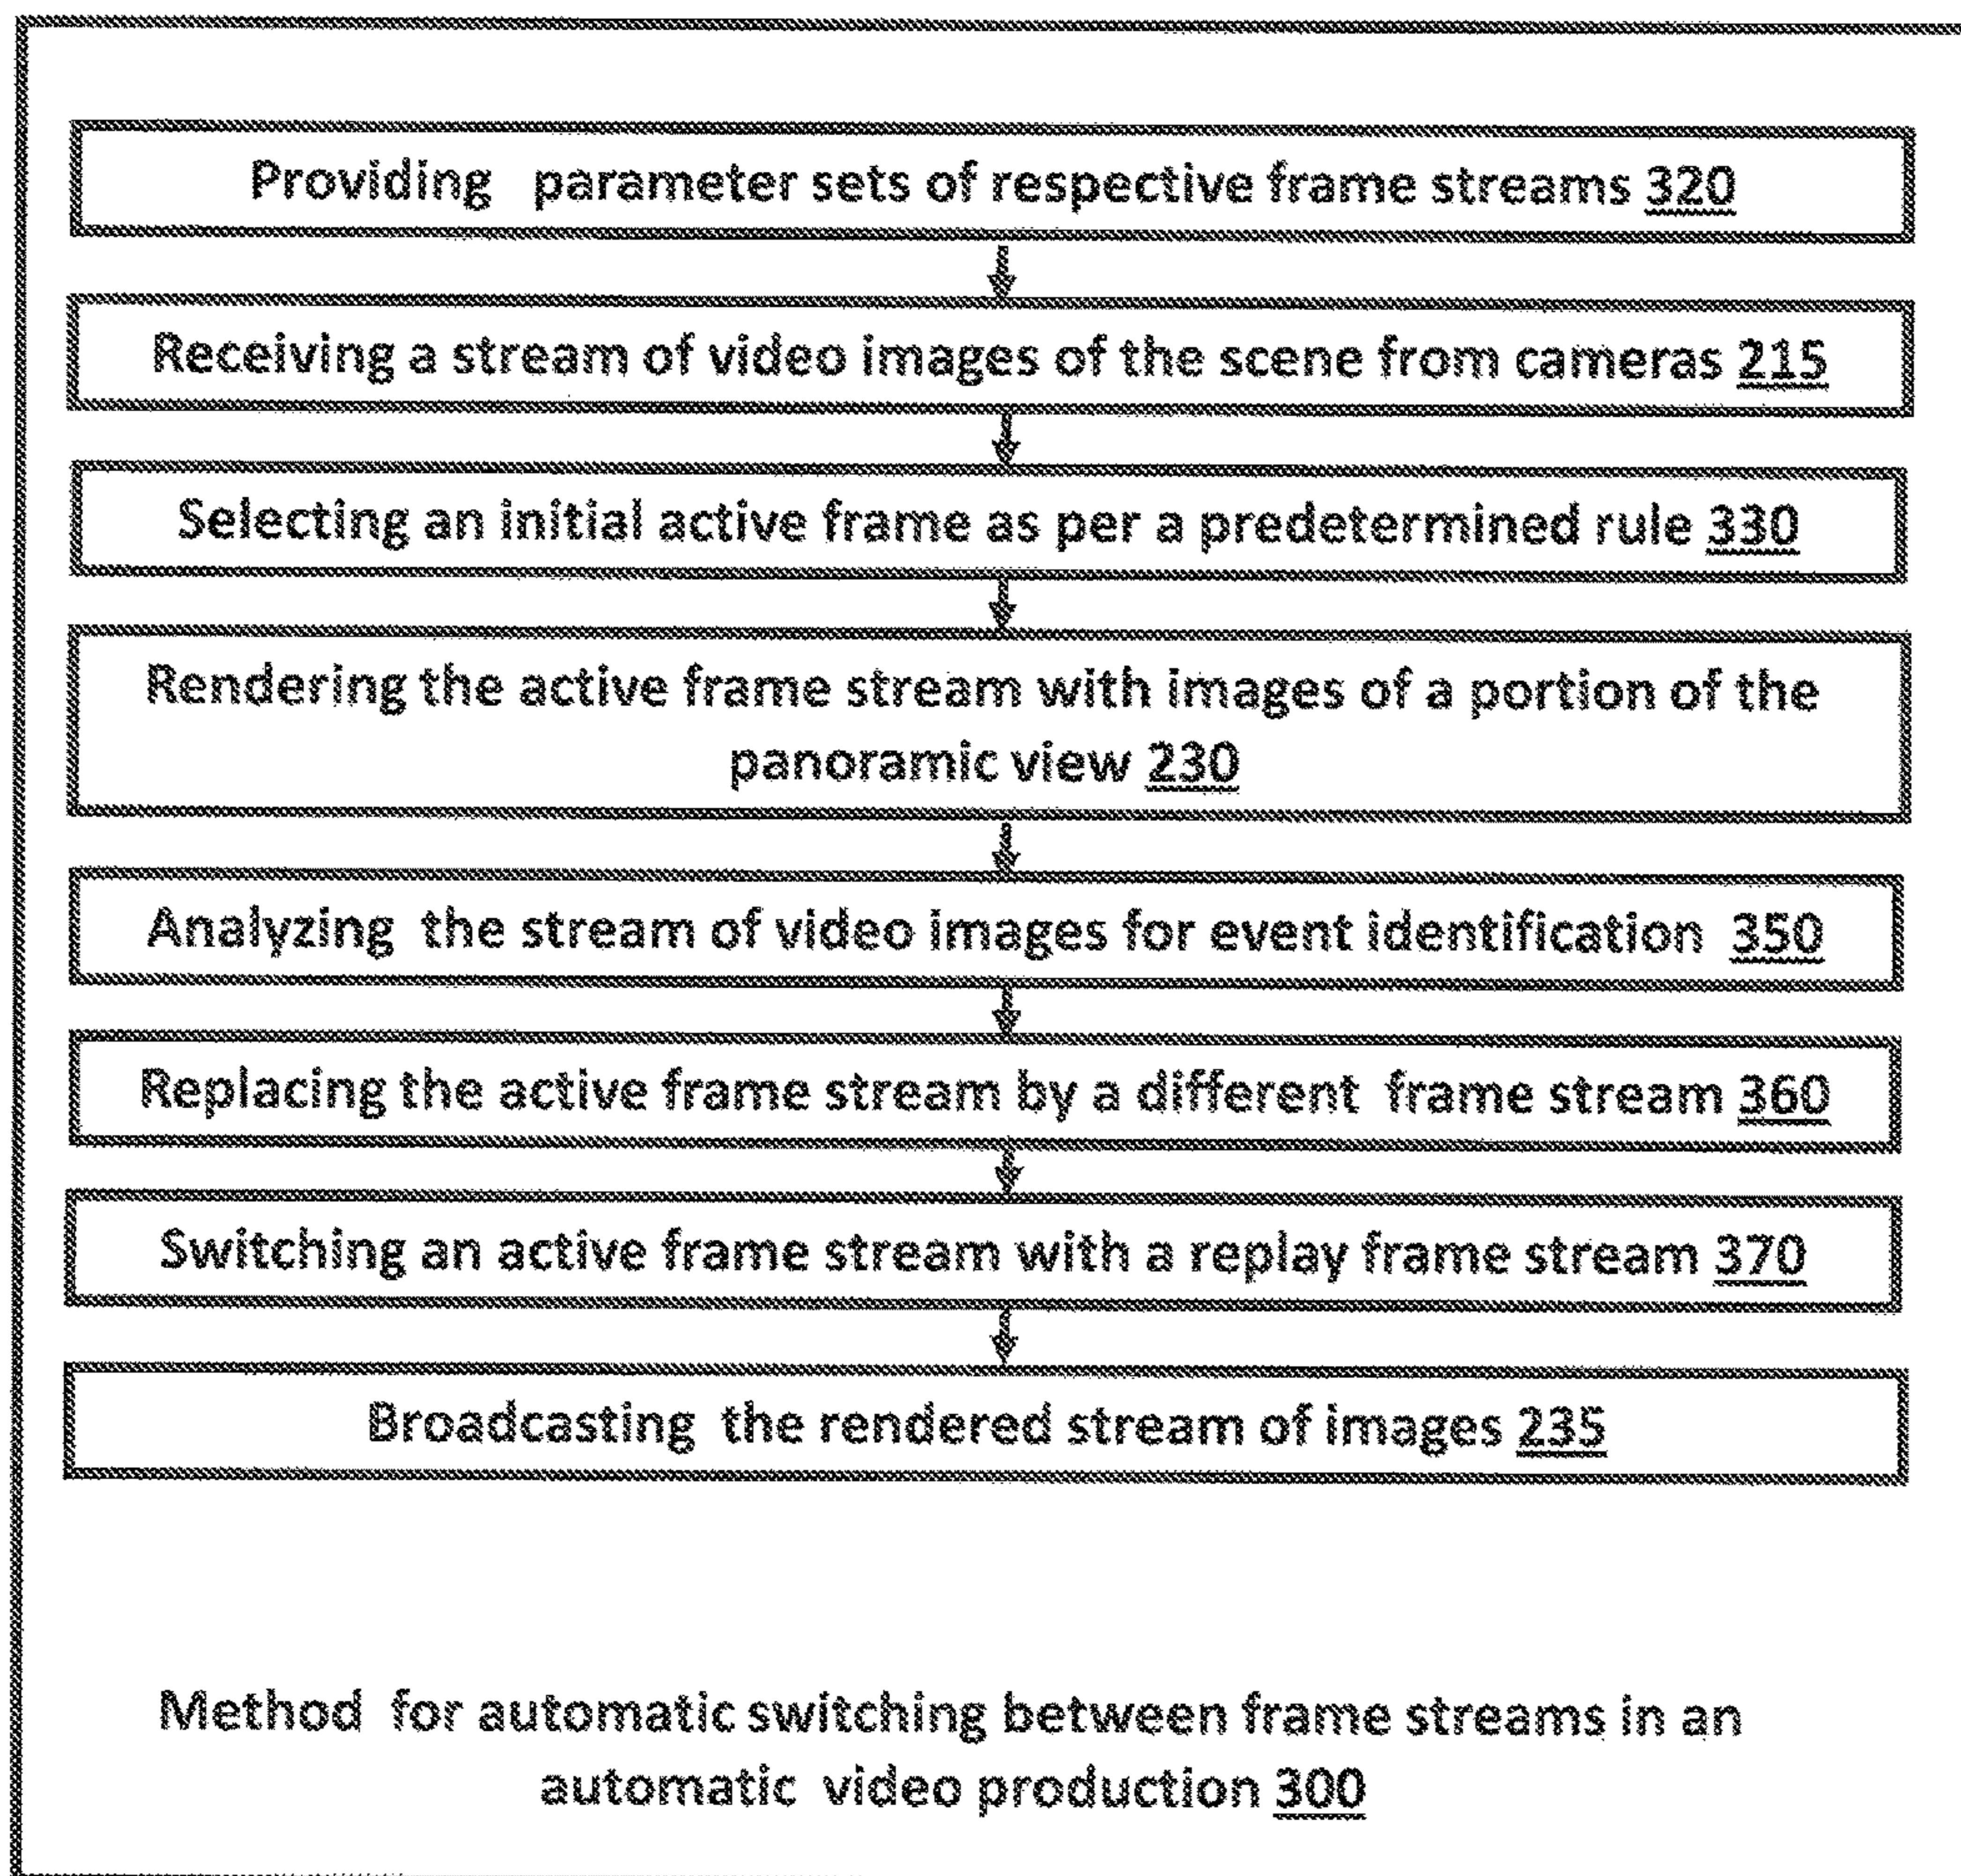 Providing parameter sets of respective frame streams 320
Receiving a stream of video images of the scene from cameras 215
Selecting an initial active frame as per a predetermined rule 330
Rendering the active frame stream with images of a portion of the
panoramic view 230
Analyzing the stream of video images for event identification 350
Replacing the active frame stream by a different frame stream 360
Switching an active frame stream with a replay frame stream 370
Broadcasting the rendered stream of images 235
Method for automatic switching between frame streams in an
automatic video production 300